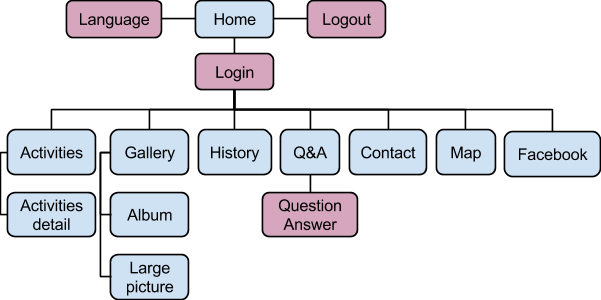 Language
Home
Logout
Login
Activities
Gallery
History
Q&A
Contact
Map
Facebook
Activities
detail
Album
Question
Answer
Large
picture